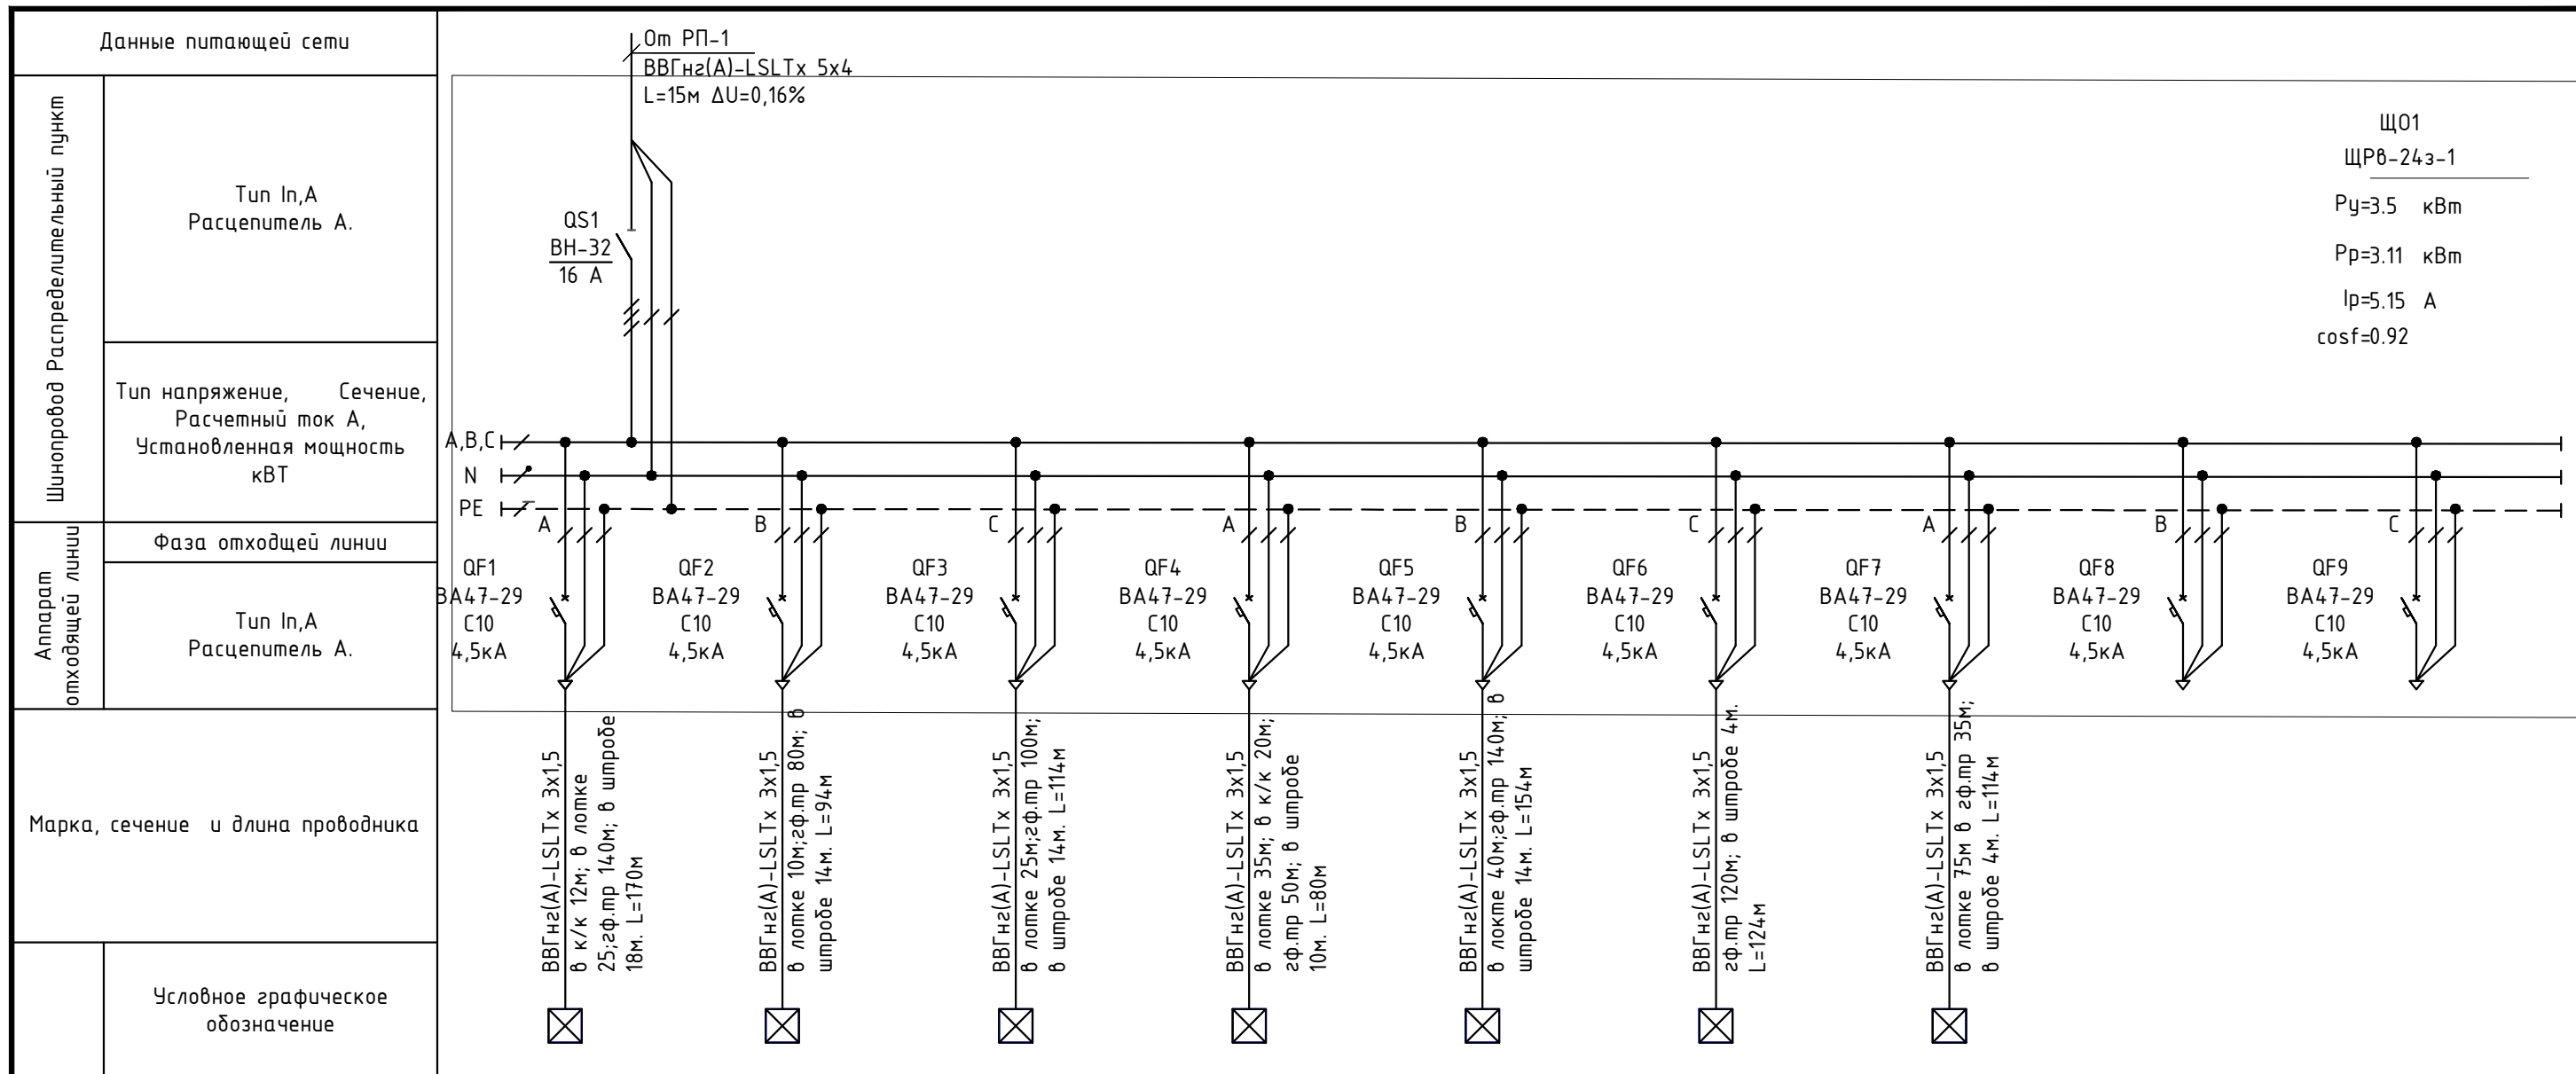 Данные питающей сети
От РП-1
ВВГнг(А)-LSLTx 5х4
L=15м ΔU=0,16%
Шинопровод Распределительный пункт
Тип In,А
Расцепитель А.
QS1
ВН-32
16 А
ЩО1
ЩРв-24з-1
Ру=3.5 кВт
Рр=3.11 кВт
Iр=5.15 А
cosf=0.92
Тип напряжение, Сечение,
Расчетный ток А,
Установленная мощность
кВТ
А,В,С
N
PE
Аппарат
отходящей линии
Фаза отходщей линии
А
В
С
А
В
С
А
В
С
Тип In,А
Расцепитель А.
QF1
ВА47-29
С10
4,5кА
QF2
ВА47-29
С10
4,5кА
QF3
ВА47-29
С10
4,5кА
QF4
ВА47-29
С10
4,5кА
QF5
ВА47-29
С10
4,5кА
QF6
ВА47-29
С10
4,5кА
QF7
ВА47-29
С10
4,5кА
QF8
ВА47-29
С10
4,5кА
QF9
ВА47-29
С10
4,5кА
Марка, сечение и длина проводника
ВВГнг(А)-LSLTx 3х1,5
в к/к 12м; в лотке
25;гф.тр 140м; в штробе
18м. L=170м
ВВГнг(А)-LSLTx 3х1,5
в лотке 10м;гф.тр 80м; в
штробе 14м. L=94м
ВВГнг(А)-LSLTx 3х1,5
в лотке 25м;гф.тр 100м;
в штробе 14м. L=114м
ВВГнг(А)-LSLTx 3х1,5
в лотке 35м; в к/к 20м;
гф.тр 50м; в штробе
10м. L=80м
ВВГнг(А)-LSLTx 3х1,5
в локте 40м;гф.тр 140м; в
штробе 14м. L=154м
ВВГнг(А)-LSLTx 3х1,5
гф.тр 120м; в штробе 4м.
L=124м
ВВГнг(А)-LSLTx 3х1,5
в лотке 75м в гф.тр 35м;
в штробе 4м. L=114м
Условное графическое
обозначение